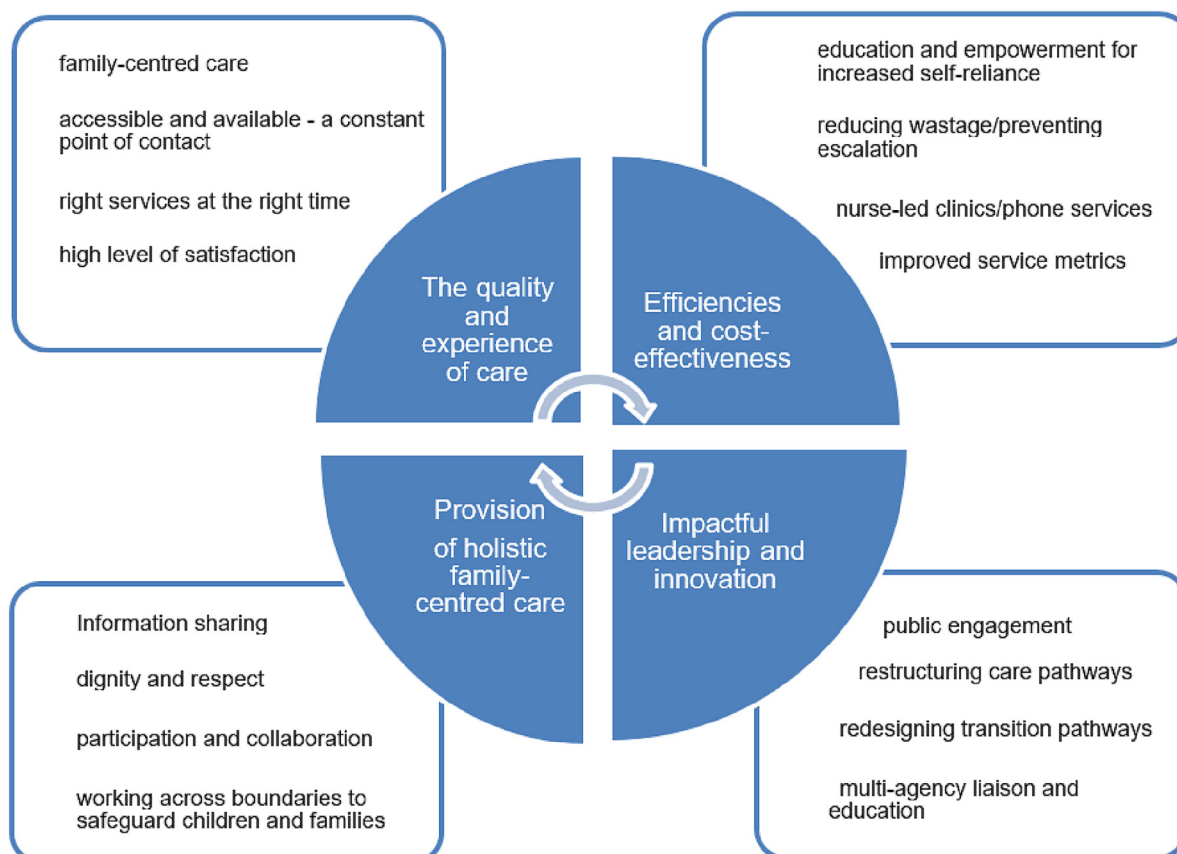 family-centred care
accessible and available - a constant
point of contact
right services at the right time
high level of satisfaction
education and empowerment for
increased self-reliance
reducing wastage/preventing
escalation
nurse-led clinics/phone services
improved service metrics
The quality
and
experience
of care
Efficiencies
and cost-
effectiveness
Provision
of holistic
family-
centred care
Impactful
leadership and
innovation
Information sharing
dignity and respect
participation and collaboration
working across boundaries to
safeguard children and families
public engagement
restructuring care pathways
redesigning transition pathways
multi-agency liaison and
education